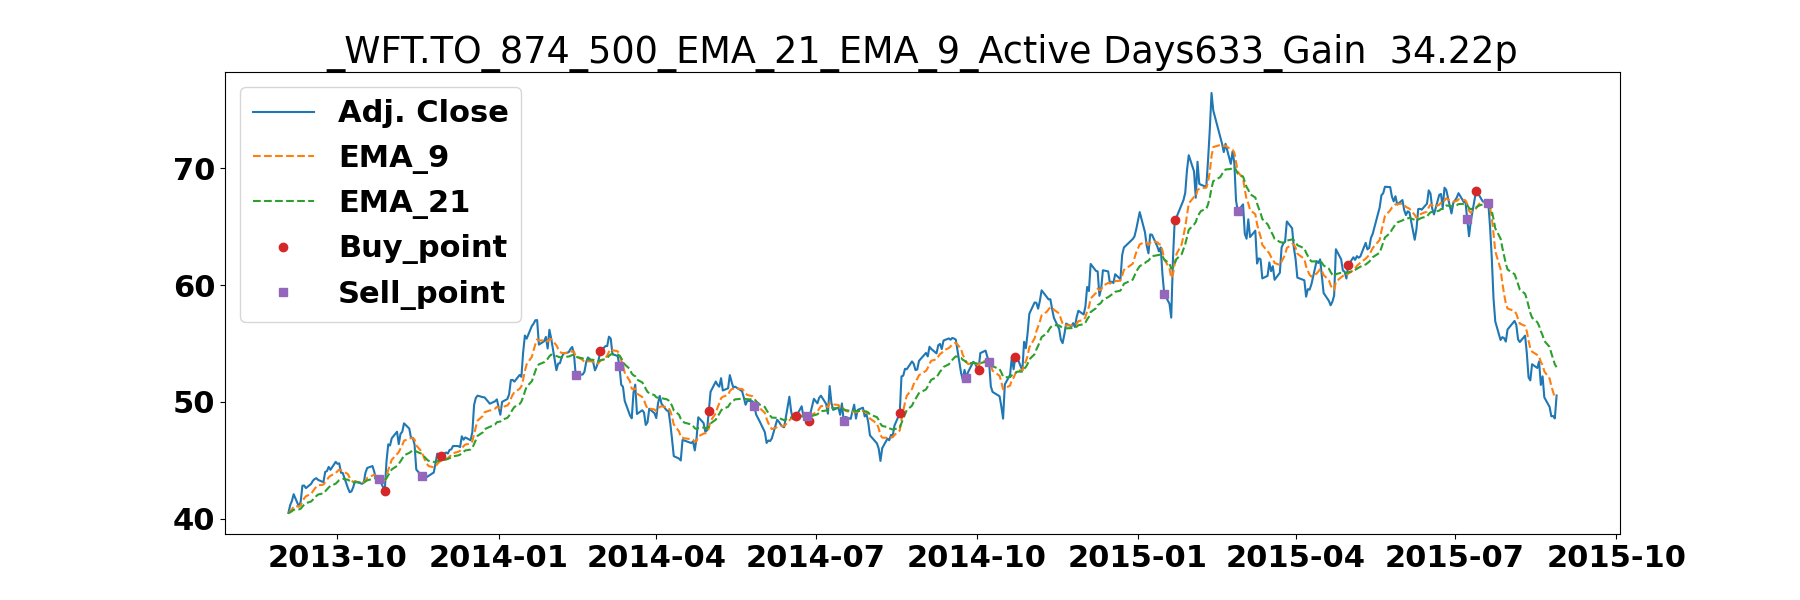 _WFT.TO_874_500_EMA_21_EMA_9_Active Days633_Gain  34.22p
Adj. Close
EMA_9
EMA_21
Buy_point
Sell_point
70
60
50
40
2013-10 2014-01 2014-04 2014-07 2014-10 2015-01 2015-04 2015-07 2015-10